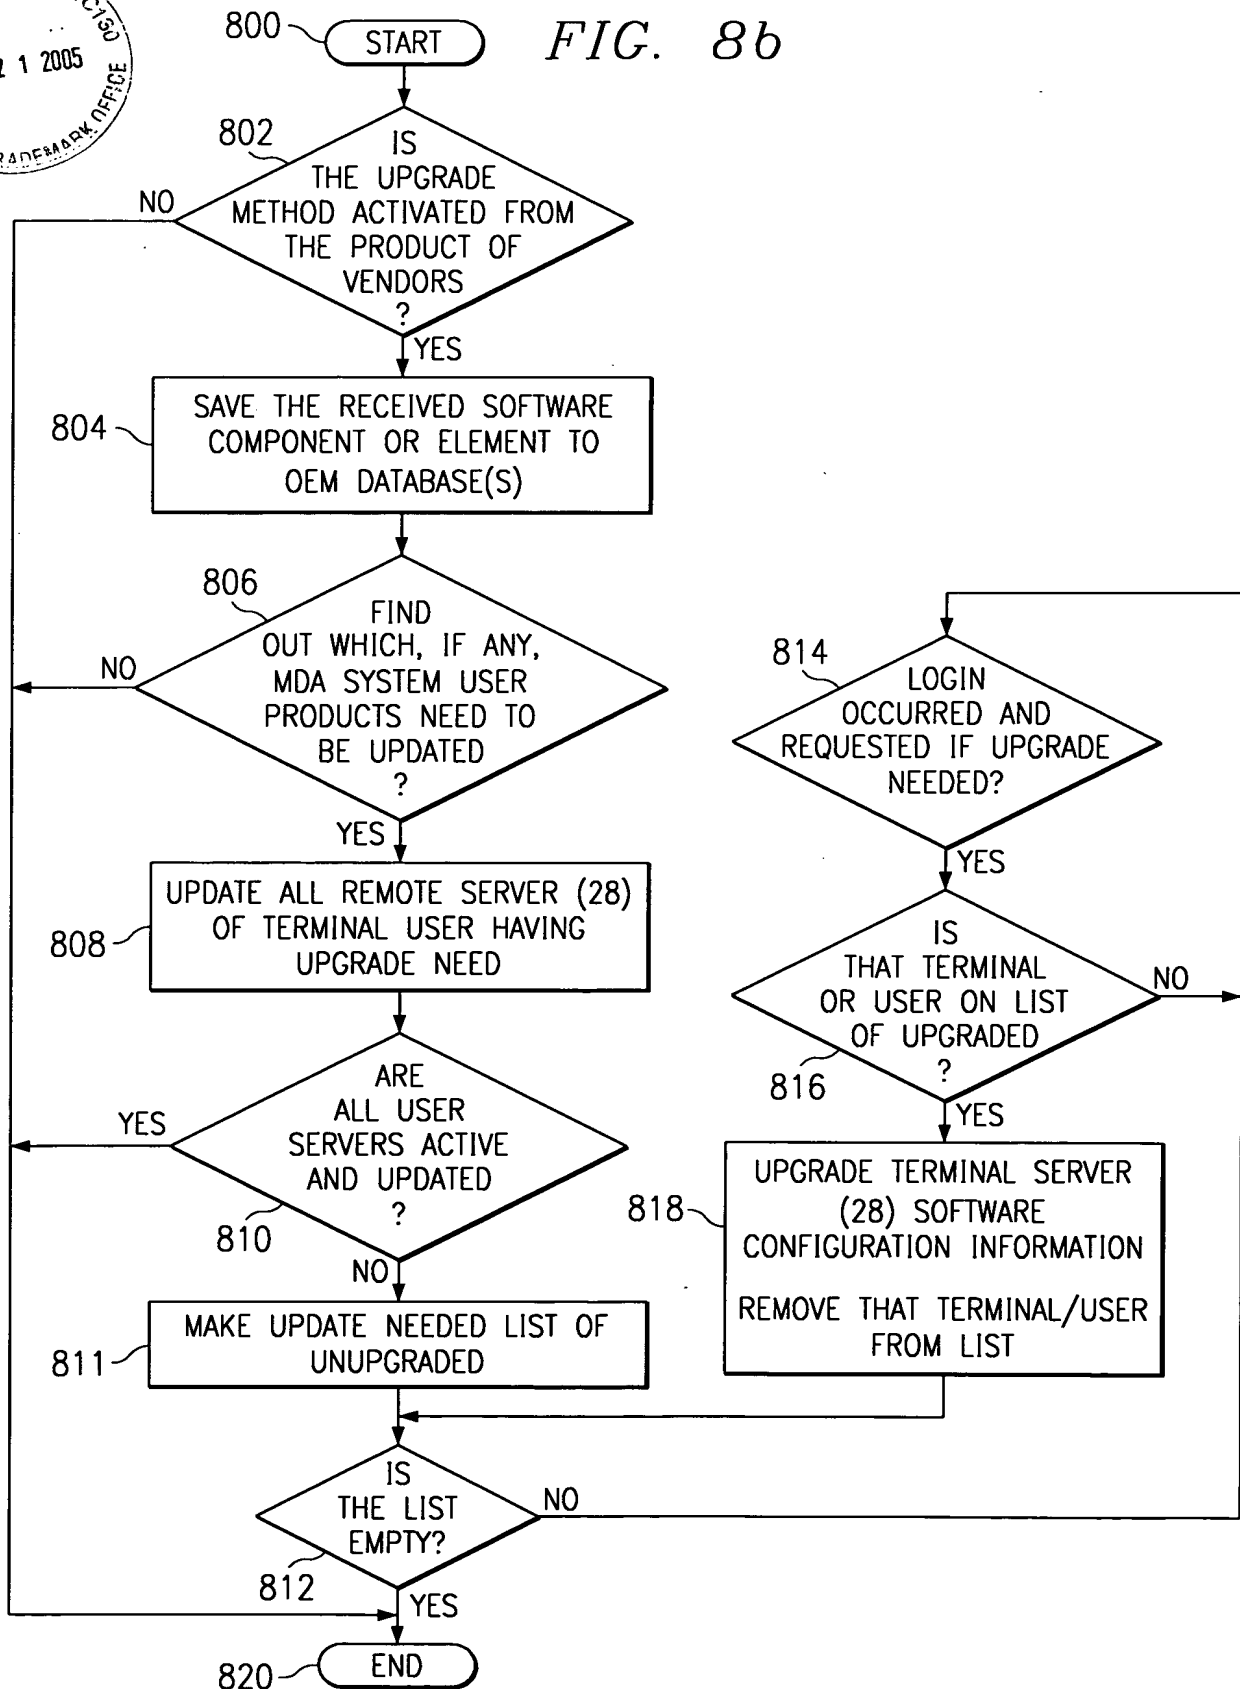 800
START
FIG. 8b
C130
1 2005
RADEMARK OFFICE
802
IS
THE UPGRADE
METHOD ACTIVATED FROM
THE PRODUCT OF
VENDORS
?
NO
YES
804
SAVE THE RECEIVED SOFTWARE
COMPONENT OR ELEMENT TO
OEM DATABASE(S)
806
FIND
OUT WHICH, IF ANY,
MDA SYSTEM USER
PRODUCTS NEED TO
BE UPDATED
?
NO
YES
808
UPDATE ALL REMOTE SERVER (28)
OF TERMINAL USER HAVING
UPGRADE NEED
ARE
ALL USER
SERVERS ACTIVE
AND UPDATED
?
YES
810
NO
811
MAKE UPDATE NEEDED LIST OF
UNUPGRADED
IS
THE LIST
EMPTY?
NO
812
YES
820
END
814
LOGIN
OCCURRED AND
REQUESTED IF UPGRADE
NEEDED?
YES
IS
THAT TERMINAL
OR USER ON LIST
OF UPGRADED
?
NO
816
YES
818
UPGRADE TERMINAL SERVER
(28) SOFTWARE
CONFIGURATION INFORMATION
REMOVE THAT TERMINAL/USER
FROM LIST